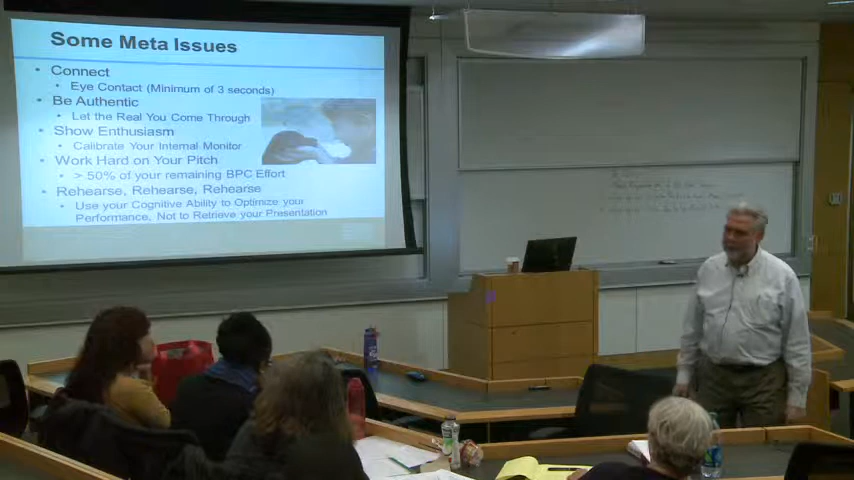 Some Meta Issues
• Connect
• Eye Contact (Minimum of 3 seconds)
• Be Authentic
• Let the Real You Come Through
• Show Enthusiasm
• Calibrate Your Internal Monitor
• Work Hard on Your Pitch
• > 50% of your remaining BPC Effort
• Rehearse, Rehearse, Rehearse
• Use your Cognitive Ability to Optimize your
Performance, Not to Retrieve your Presentation